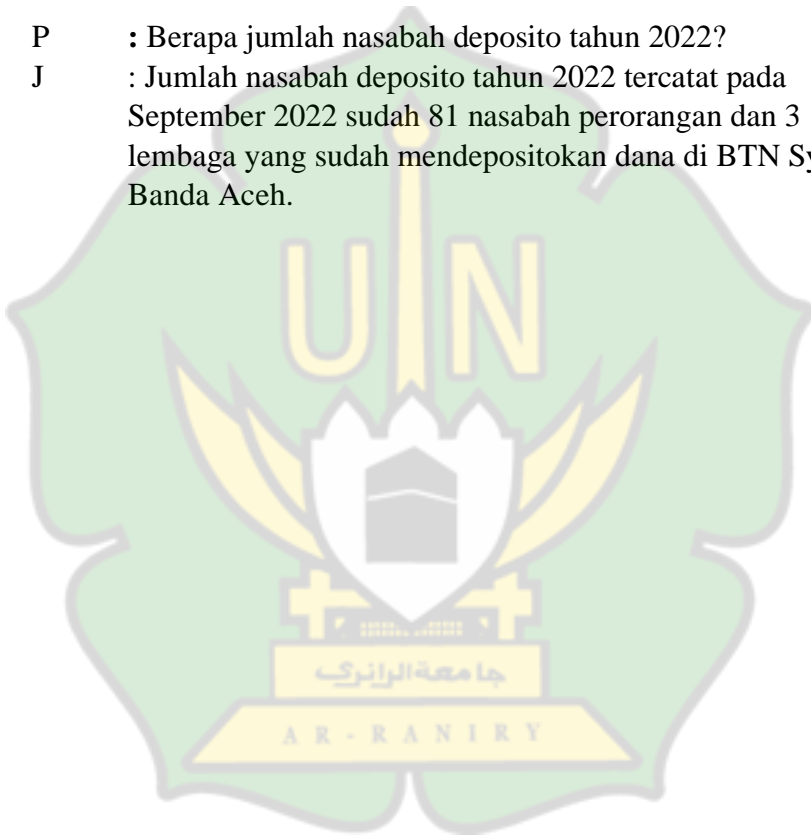 P : Berapa jumlah nasabah deposito tahun 2022?
J : Jumlah nasabah deposito tahun 2022 tercatat pada
September 2022 sudah 81 nasabah perorangan dan 3
lembaga yang sudah mendepositokan dana di BTN
Banda Aceh.
UIN
جامعة الرانري
AR-RANIRY